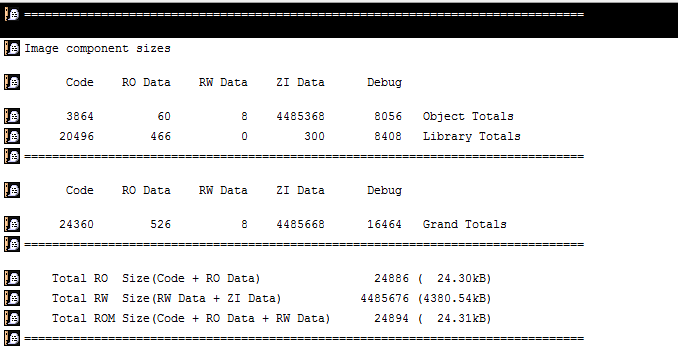 ================================================================================
Image component sizes
Code RO Data RW Data ZI Data Debug
3864 60 8 4485368 8056 Object Totals
20496 466 0 300 8408 Library Totals
================================================================================
Code RO Data RW Data ZI Data Debug
24360 526 8 4485668 16464 Grand Totals
================================================================================
Total RO Size(Code + RO Data) 24886 ( 24.30kB)
Total RW Size(RW Data + ZI Data) 4485676 (4380.54kB)
Total ROM Size(Code + RO Data + RW Data) 24894 ( 24.31kB)
================================================================================